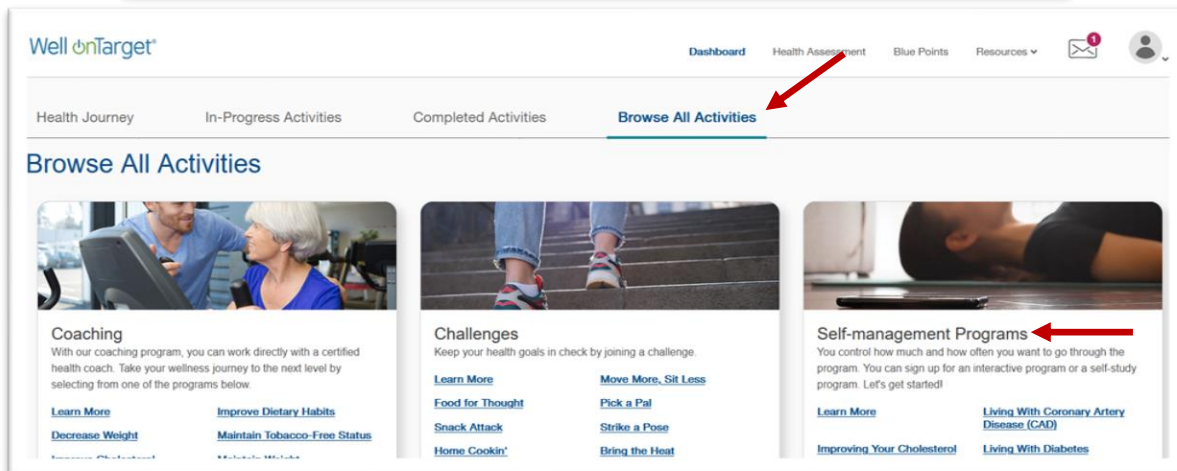 Well onTarget®
Dashboard Health Assessment Blue Points Resources 1
Health Journey In-Progress Activities Completed Activities Browse All Activities
Browse All Activities
Coaching
With our coaching program, you can work directly with a certified
health coach. Take your wellness journey to the next level by
selecting from one of the programs below.
Learn More Improve Dietary Habits
Decrease Weight Maintain Tobacco-Free Status
Improve Cholesterol Maintain Weight
Challenges
Keep your health goals in check by joining a challenge.
Learn More Move More, Sit Less
Food for Thought Pick a Pal
Snack Attack Strike a Pose
Home Cookin' Bring the Heat
Self-management Programs
You control how much and how often you want to go through the
program. You can sign up for an interactive program or a self-study
program. Let's get started!
Learn More Living With Coronary Artery
Disease (CAD)
Improving Your Cholesterol Living With Diabetes